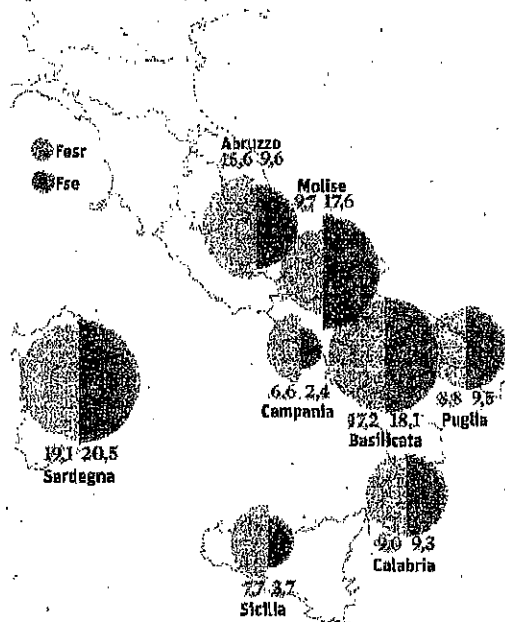 Fesr
Fse
Abruzzo
15,6 9,6
Molise
9,7 17,6
6,6 2,4
Campania
17,2 18,1
Basilicata
8,8 9,5
Puglia
19,1 20,5
Sardegna
9,0 9,3
Calabria
7,7 3,7
Sicilia